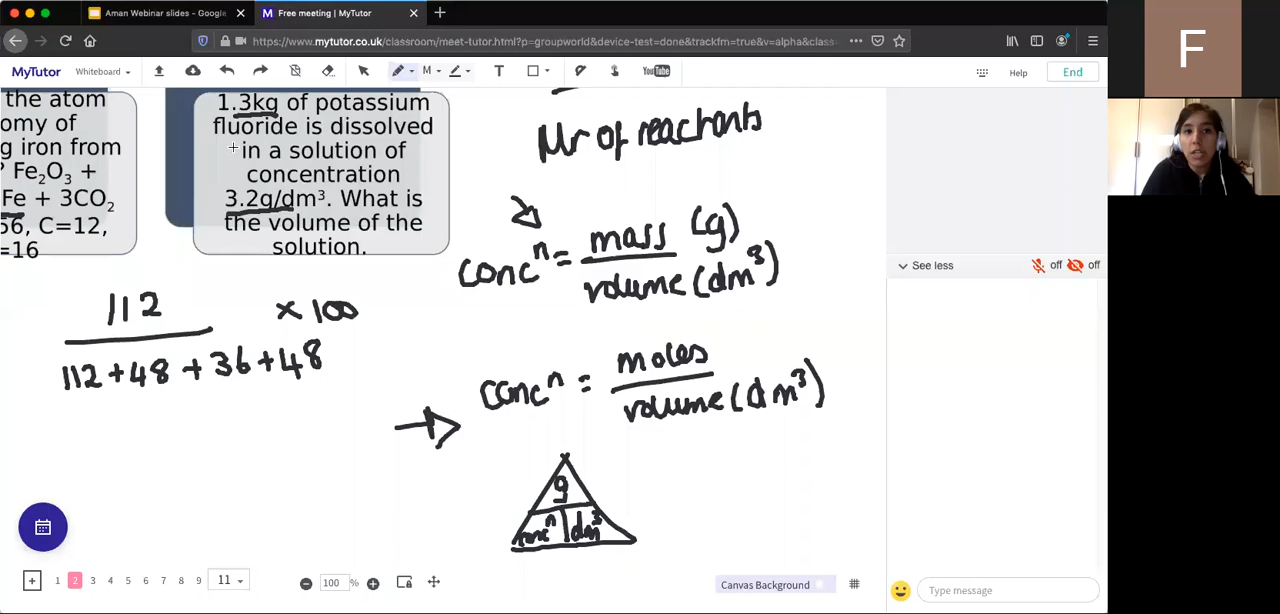 Aman Webinar slides - Google
Free meeting | MyTutor
https://www.mytutor.co.uk/classroom/meet-tutor.html?p=groupworld&device-test=done&trackfm=true&v=alpha&class
MyTutor
Whiteboard
M
T
YouTube
Help
End
the atom
omy of
g iron from
? Fe₂O₃ +
Fe + 3CO₂
56, C=12,
=16
1.3kg of potassium
fluoride is dissolved
in a solution of
concentration
3.2g/dm³. What is
the volume of the
solution.
Mr of reactants
concⁿ = mass (g)
volume (dm³)
112 × 100
112 + 48 + 36 + 48
concⁿ = moles
volume (dm³)
g
concⁿ dm³
1 2 3 4 5 6 7 8 9 11
100 %
Canvas Background
See less
off off
Type message
F